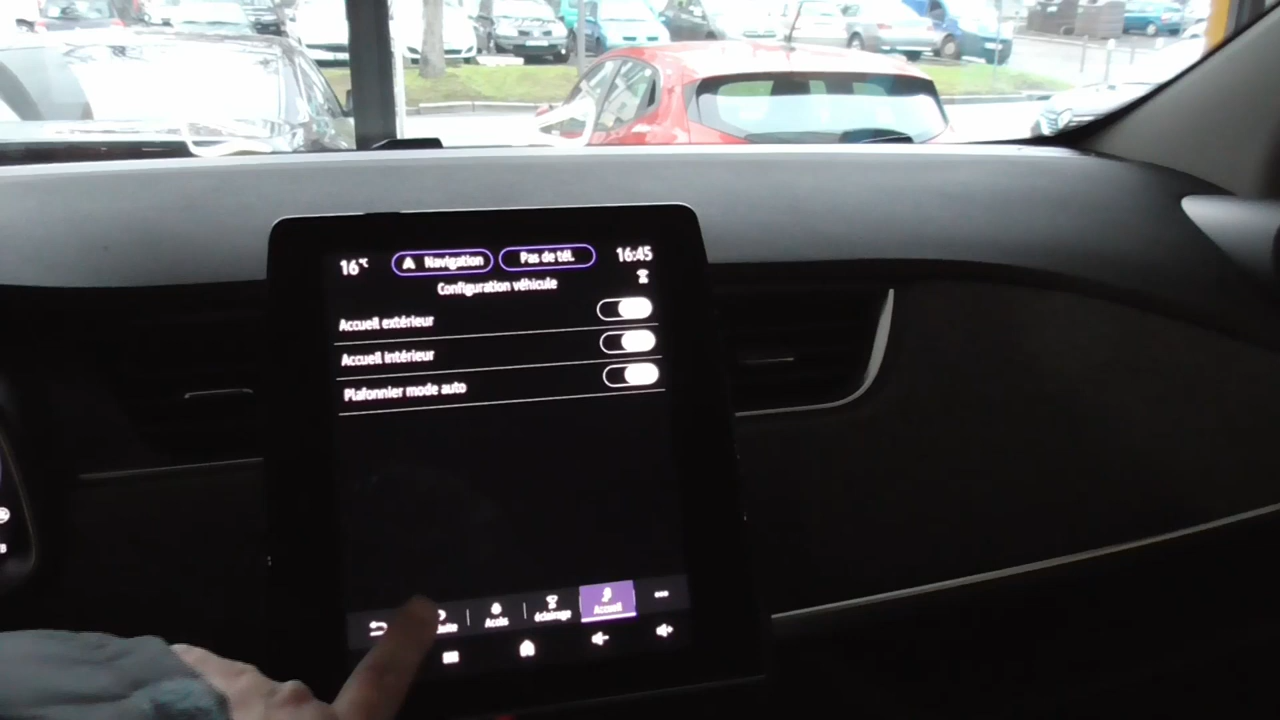 16°C Navigation Pas de tél. 16:45
Configuration véhicule
Accueil extérieur
Accueil intérieur
Plafonnier mode auto
Accès éclairage Accueil